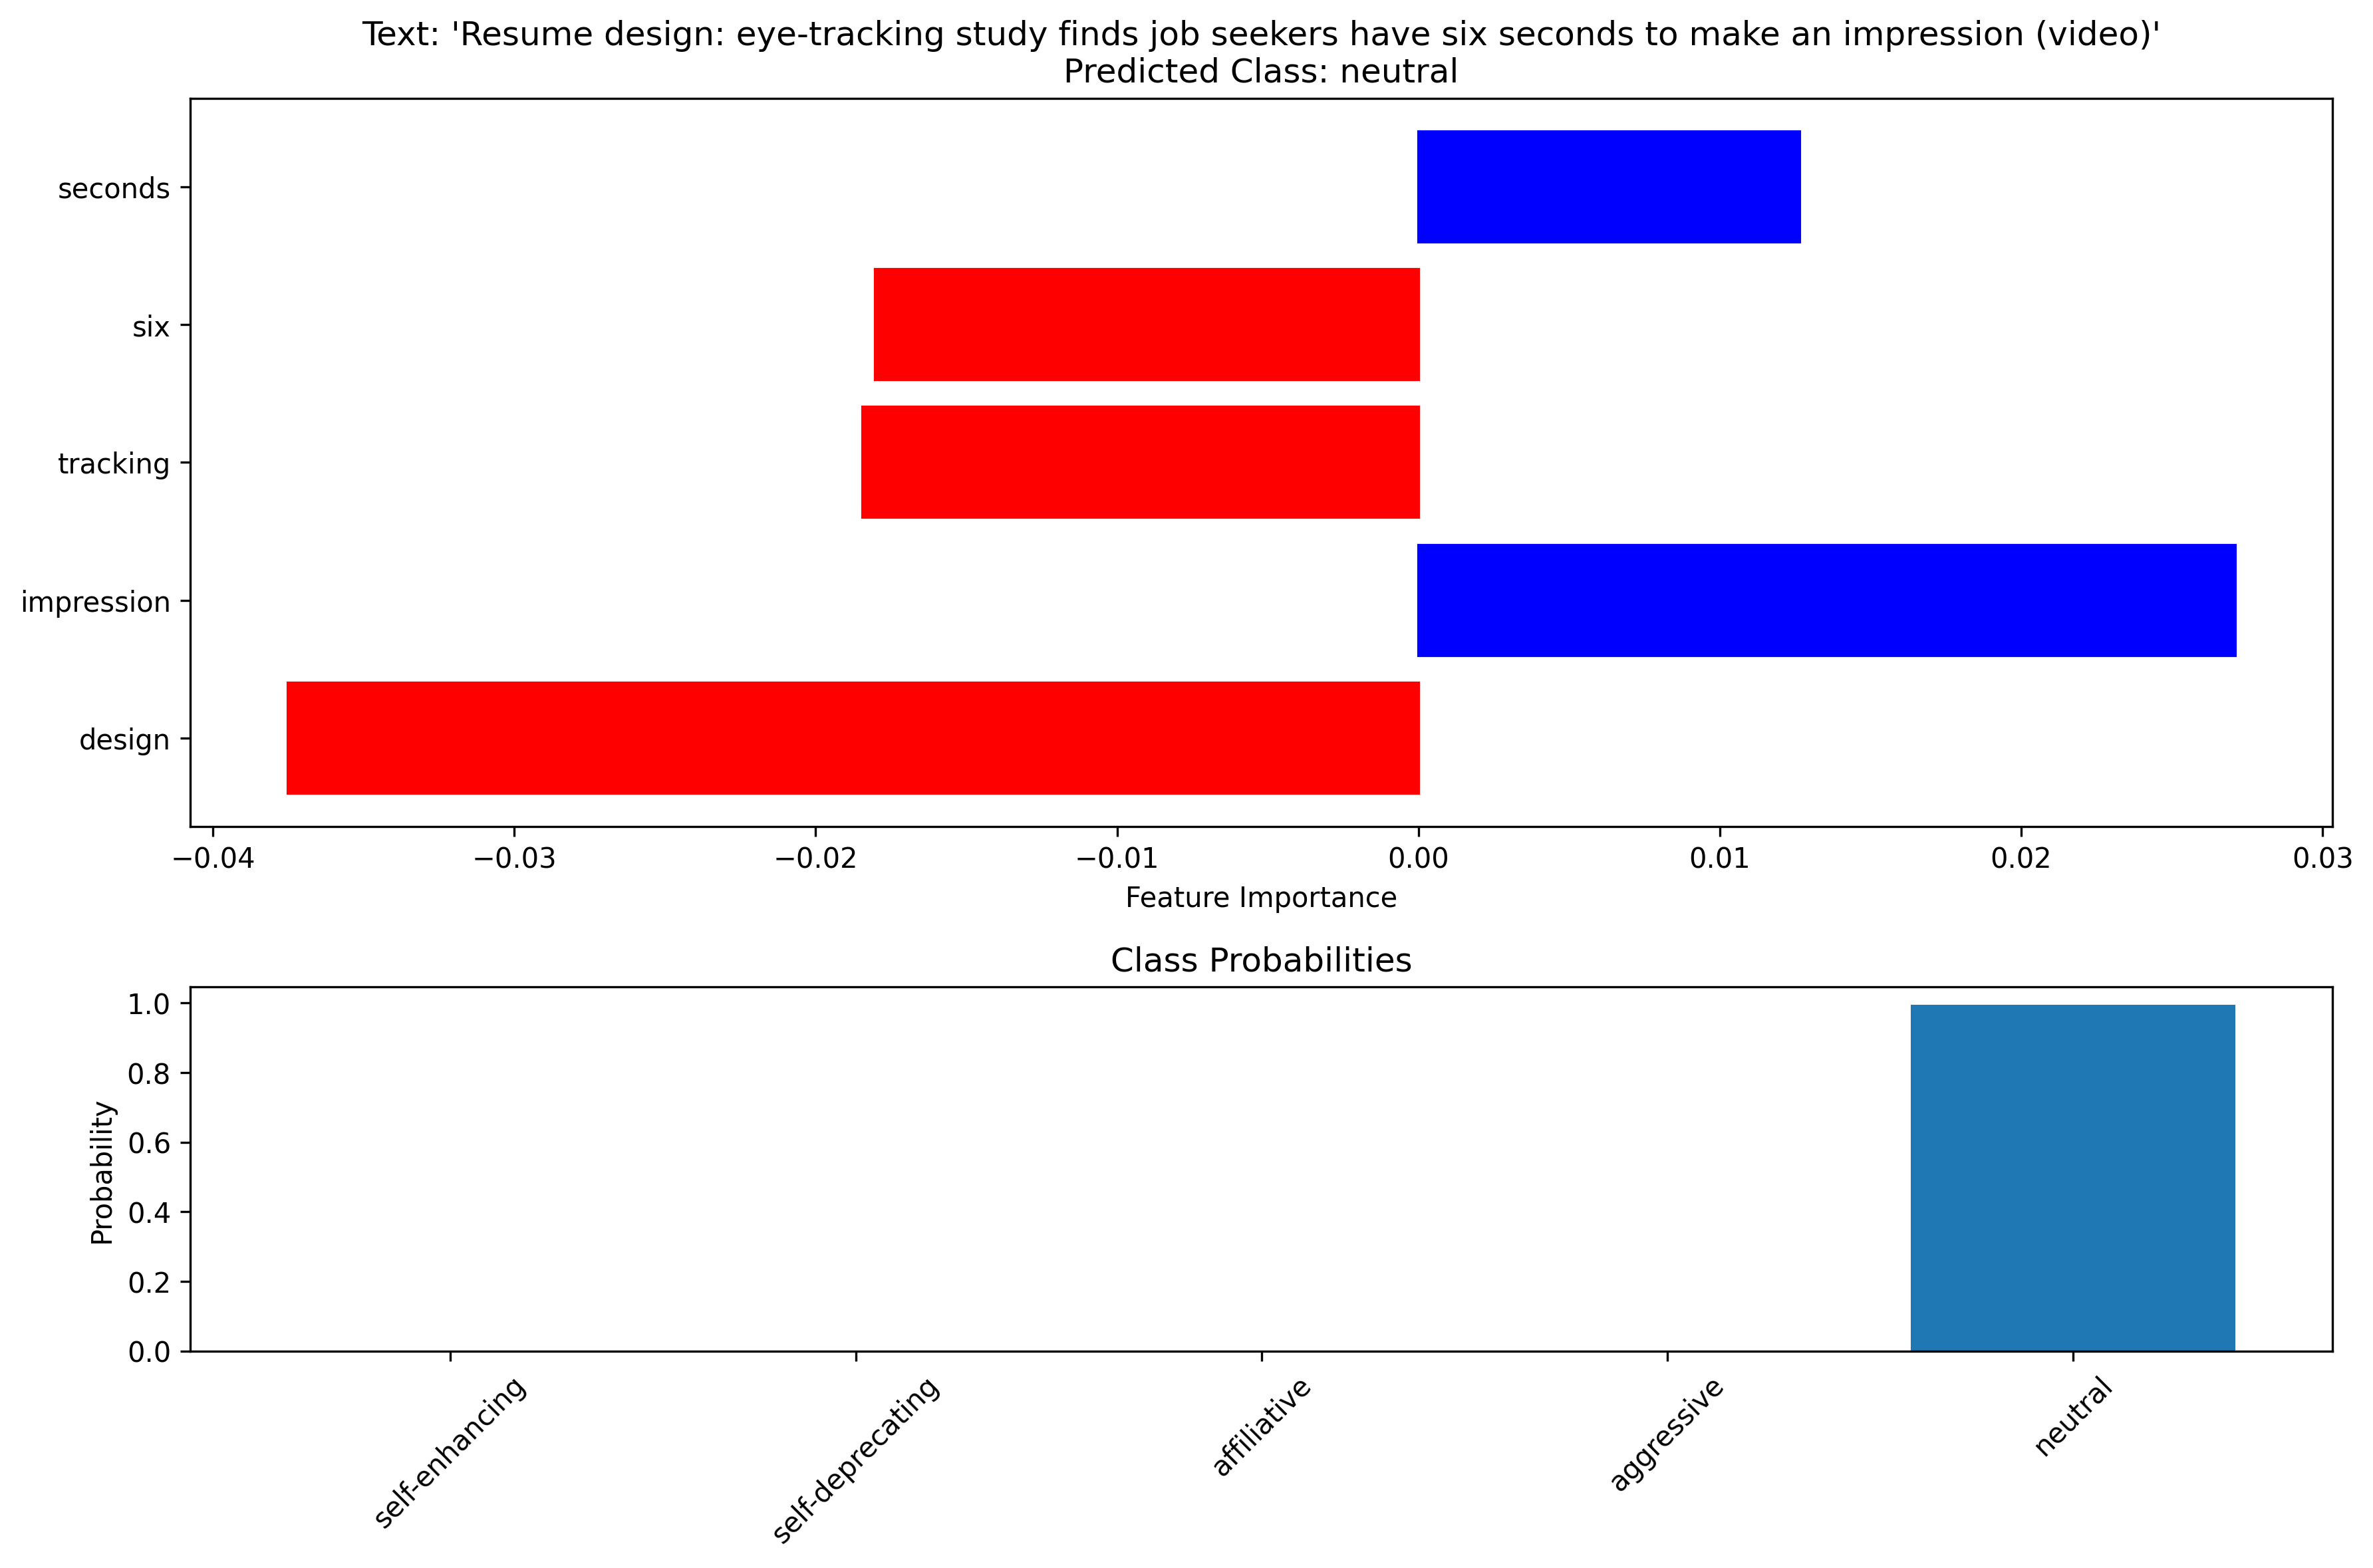 Text: 'Resume design: eye-tracking study finds job seekers have six seconds to make an impression (video)'
Predicted Class: neutral
seconds
six
tracking
impression
design
−0.04 −0.03 −0.02 −0.01 0.00 0.01 0.02 0.03
Feature Importance
Class Probabilities
1.0
0.8
0.6
0.4
0.2
0.0
Probability
self-enhancing self-deprecating affiliative aggressive neutral